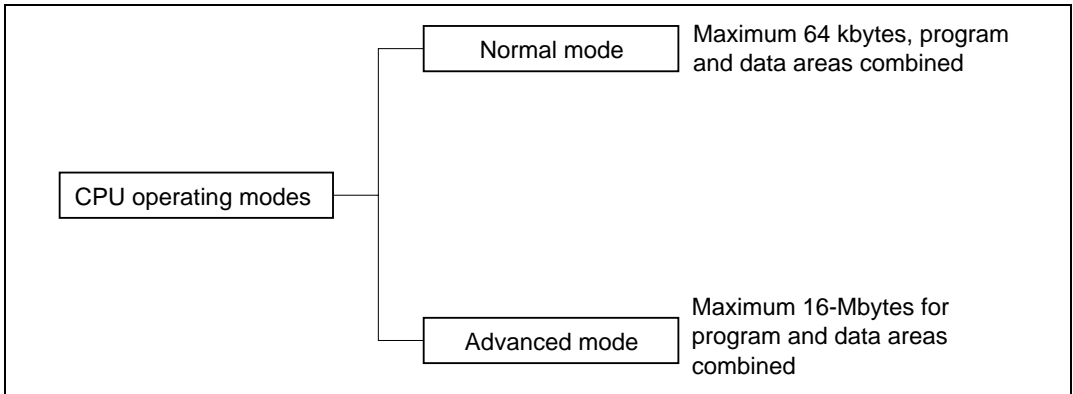 Normal mode
Maximum 64 kbytes, program
and data areas combined
CPU operating modes
Advanced mode
Maximum 16-Mbytes for
program and data areas
combined